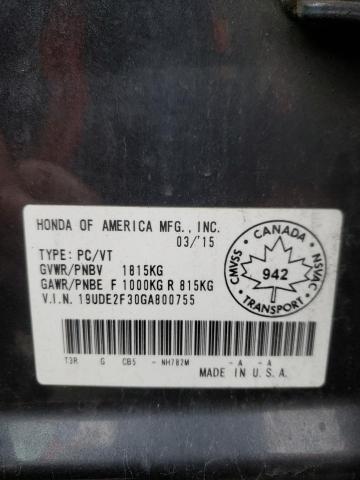 HONDA OF AMERICA MFG., INC.
03/'15
TYPE: PC/VT
GVWR/PNBV 1815KG
GAWR/PNBE F 1000KG R 815KG
V.I.N. 19UDE2F30GA800755
CANADA
CMVSS
NSVAC
942
TRANSPORT
T3R G CB5 - NH782M - A - A
MADE IN U.S.A.